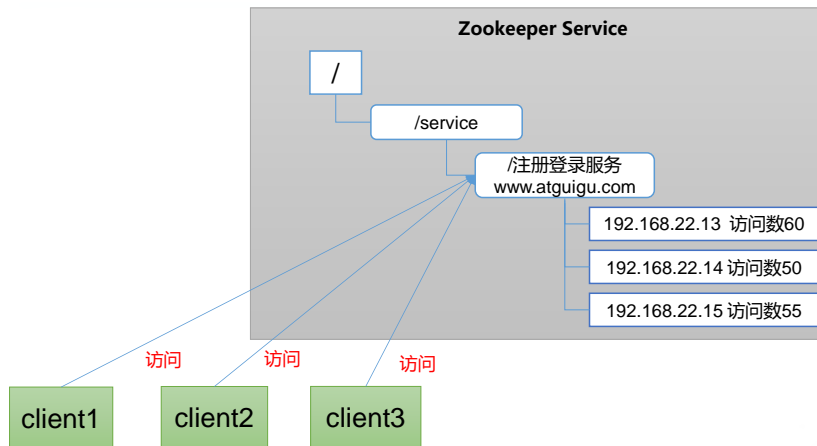 Zookeeper Service
/
/service
/注册登录服务
www.atguigu.com
192.168.22.13 访问数60
192.168.22.14 访问数50
192.168.22.15 访问数55
访问
访问
访问
client1
client2
client3